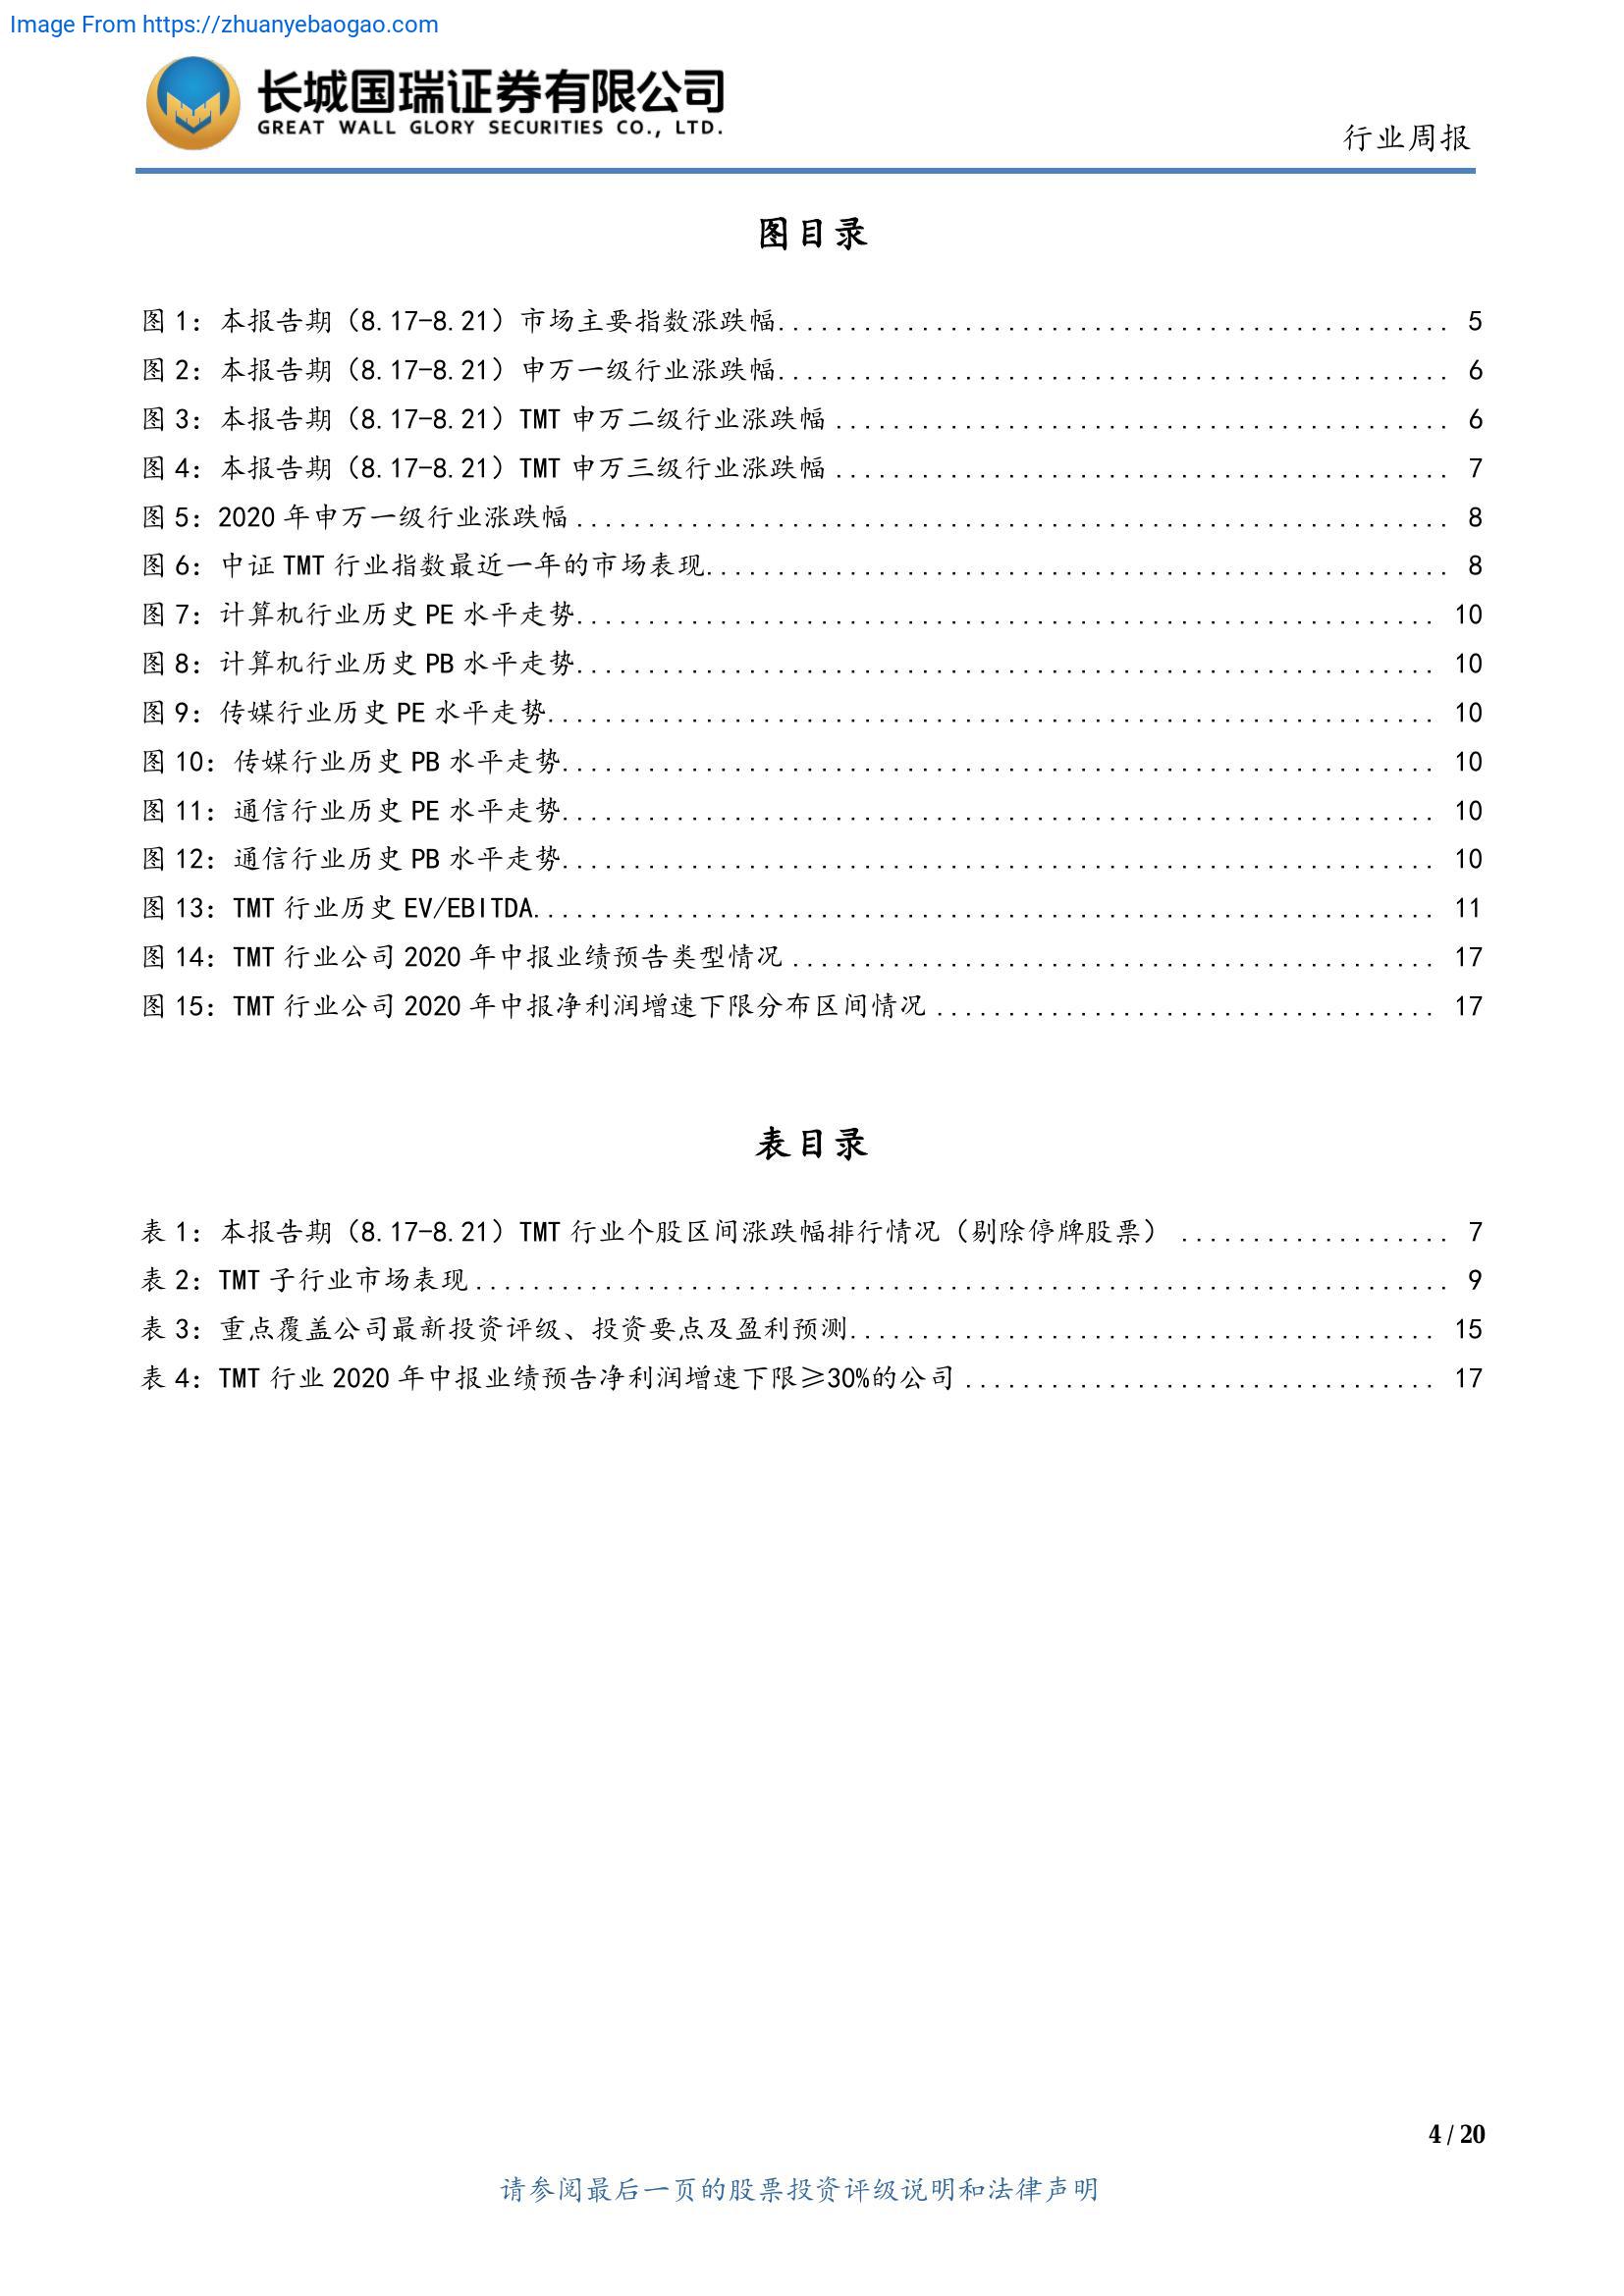 Image From https://zhuanyebaogao.com
长城国瑞证券有限公司
GREAT WALL GLORY SECURITIES CO., LTD.
行业周报
图目录
图 1：本报告期（8.17-8.21）市场主要指数涨跌幅............................................... 5
图 2：本报告期（8.17-8.21）申万一级行业涨跌幅............................................... 6
图 3：本报告期（8.17-8.21）TMT 申万二级行业涨跌幅 ........................................... 6
图 4：本报告期（8.17-8.21）TMT 申万三级行业涨跌幅 ........................................... 7
图 5：2020 年申万一级行业涨跌幅 ............................................................. 8
图 6：中证 TMT 行业指数最近一年的市场表现.................................................... 8
图 7：计算机行业历史 PE 水平走势............................................................ 10
图 8：计算机行业历史 PB 水平走势............................................................ 10
图 9：传媒行业历史 PE 水平走势.............................................................. 10
图 10：传媒行业历史 PB 水平走势............................................................. 10
图 11：通信行业历史 PE 水平走势............................................................. 10
图 12：通信行业历史 PB 水平走势............................................................. 10
图 13：TMT 行业历史 EV/EBITDA............................................................... 11
图 14：TMT 行业公司 2020 年中报业绩预告类型情况 ............................................. 17
图 15：TMT 行业公司 2020 年中报净利润增速下限分布区间情况 ................................... 17
表目录
表 1：本报告期（8.17-8.21）TMT 行业个股区间涨跌幅排行情况（剔除停牌股票） ................... 7
表 2：TMT 子行业市场表现 .................................................................... 9
表 3：重点覆盖公司最新投资评级、投资要点及盈利预测......................................... 15
表 4：TMT 行业 2020 年中报业绩预告净利润增速下限≥30%的公司 ................................. 17
4 / 20
请参阅最后一页的股票投资评级说明和法律声明